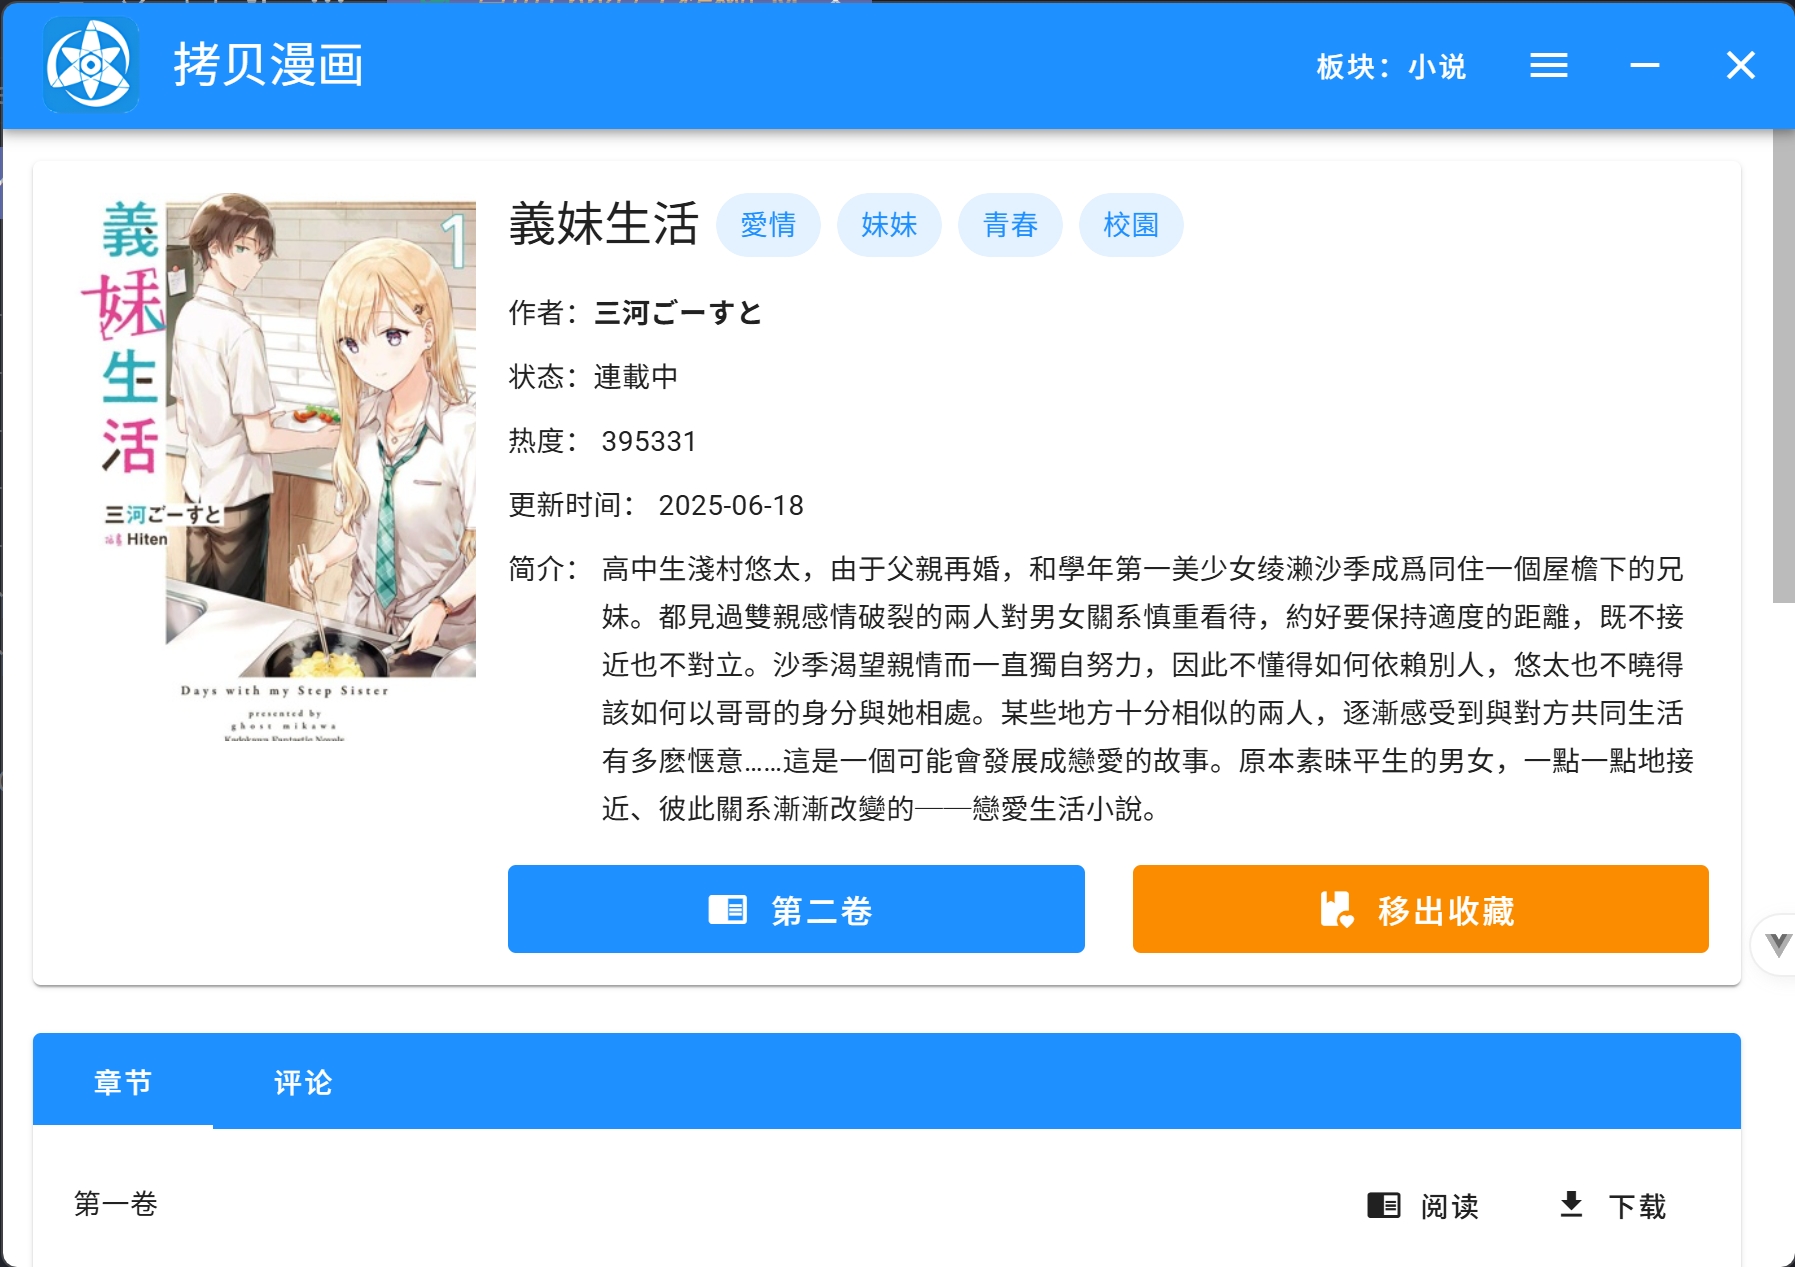 拷贝漫画
板块：小说
義妹生活
1
三河ごーすと
插畫 Hiten
Days with my Step Sister
presented by
ghost mikawa
Kadokawa Fantastic Novels
義妹生活 愛情 妹妹 青春 校園
作者：三河ごーすと
状态：連載中
热度： 395331
更新时间： 2025-06-18
简介： 高中生淺村悠太，由于父親再婚，和學年第一美少女绫濑沙季成爲同住一個屋檐下的兄
妹。都見過雙親感情破裂的兩人對男女關系慎重看待，約好要保持適度的距離，既不接
近也不對立。沙季渴望親情而一直獨自努力，因此不懂得如何依賴別人，悠太也不曉得
該如何以哥哥的身分與她相處。某些地方十分相似的兩人，逐漸感受到與對方共同生活
有多麽愜意……這是一個可能會發展成戀愛的故事。原本素昧平生的男女，一點一點地接
近、彼此關系漸漸改變的──戀愛生活小說。
第二卷
移出收藏
章节 评论
第一卷
阅读
下载